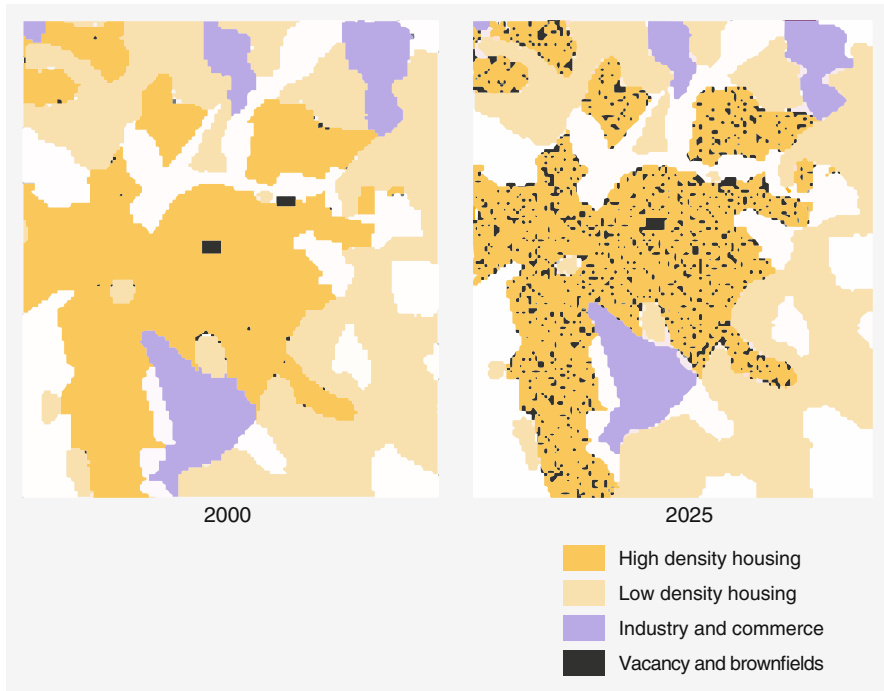 2000
2025
High density housing
Low density housing
Industry and commerce
Vacancy and brownfields